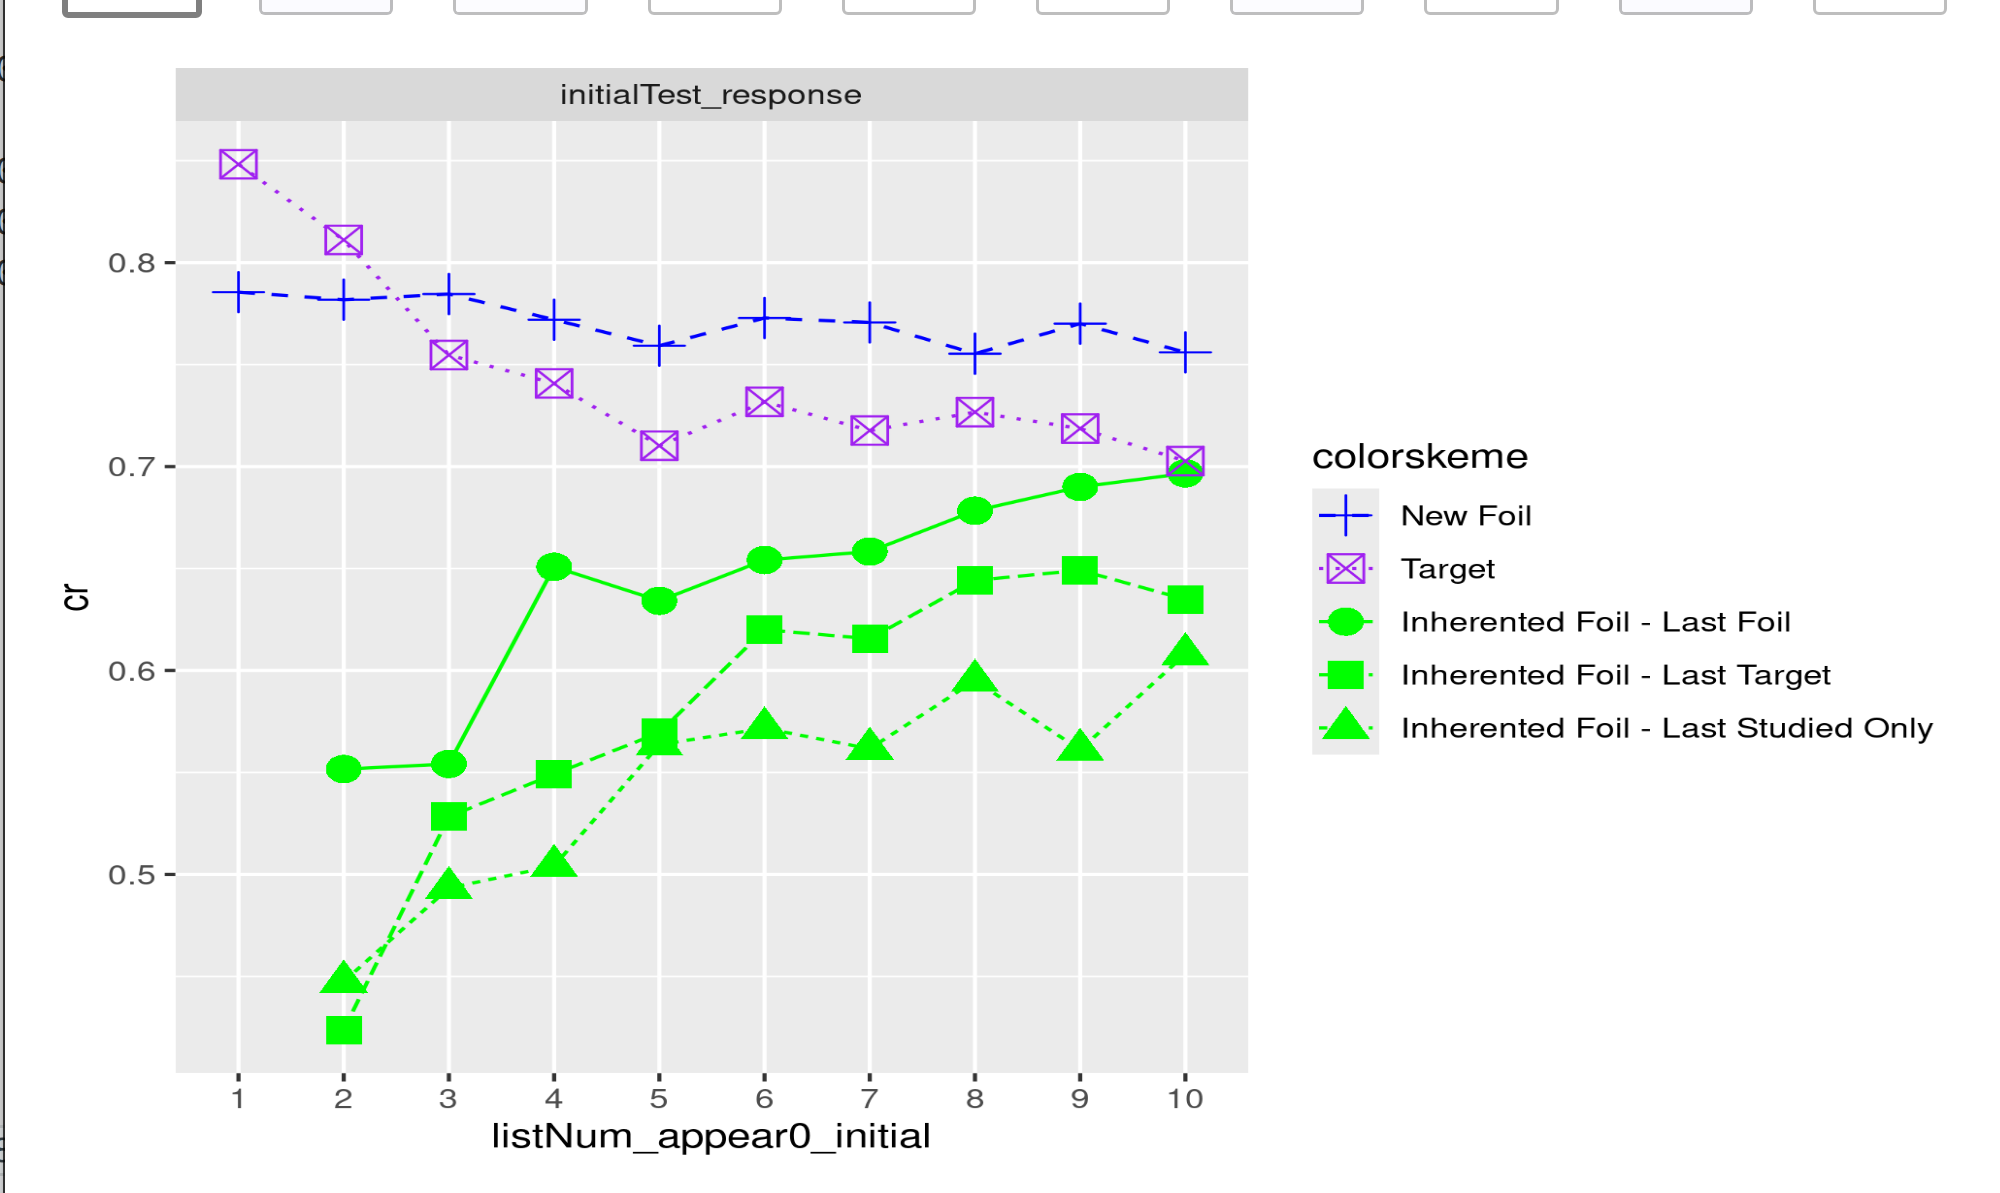 initialTest_response
0.8
0.7
0.6
0.5
cr
1 2 3 4 5 6 7 8 9 10
listNum_appear0_initial
colorskeme
New Foil
Target
Inherented Foil - Last Foil
Inherented Foil - Last Target
Inherented Foil - Last Studied Only